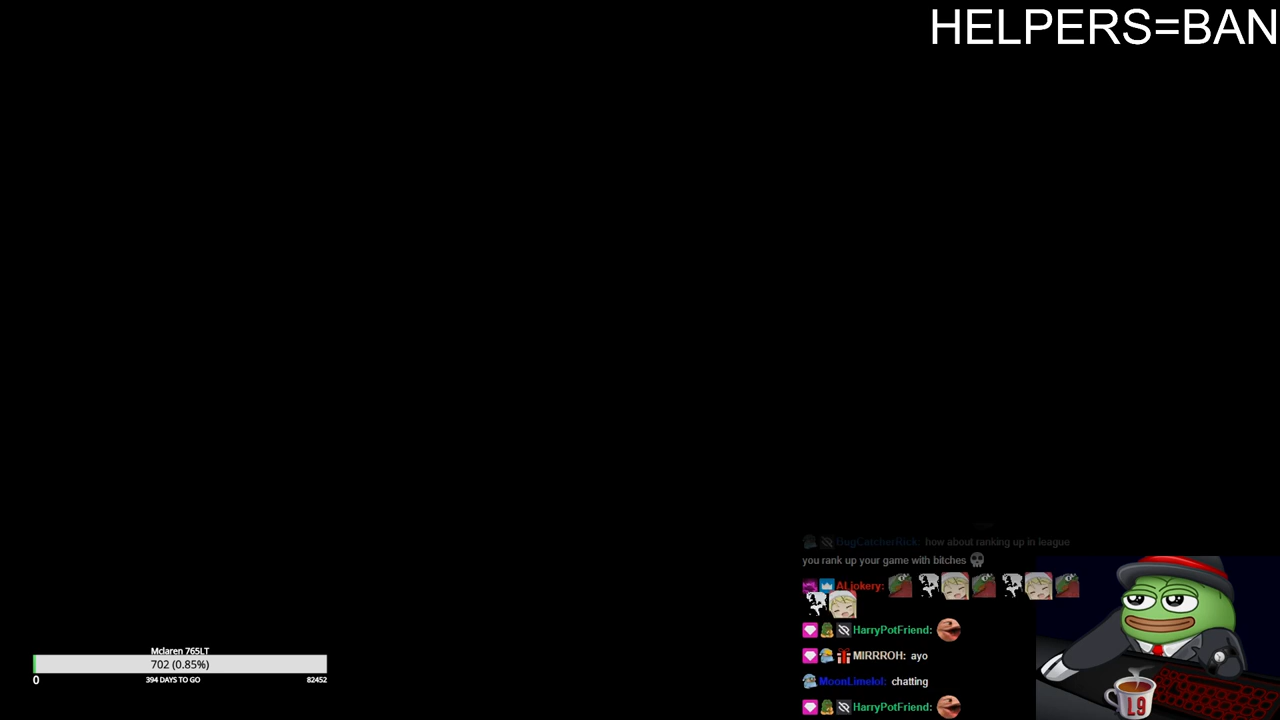 HELPERS=BAN
BugCatcherRick: how about ranking up in league
you rank up your game with bitches
ALjokery:
HarryPotFriend:
MIRRROH: ayo
MoonLimelol: chatting
HarryPotFriend:
Mclaren 765LT
702 (0.85%)
0 394 DAYS TO GO 82452
L9